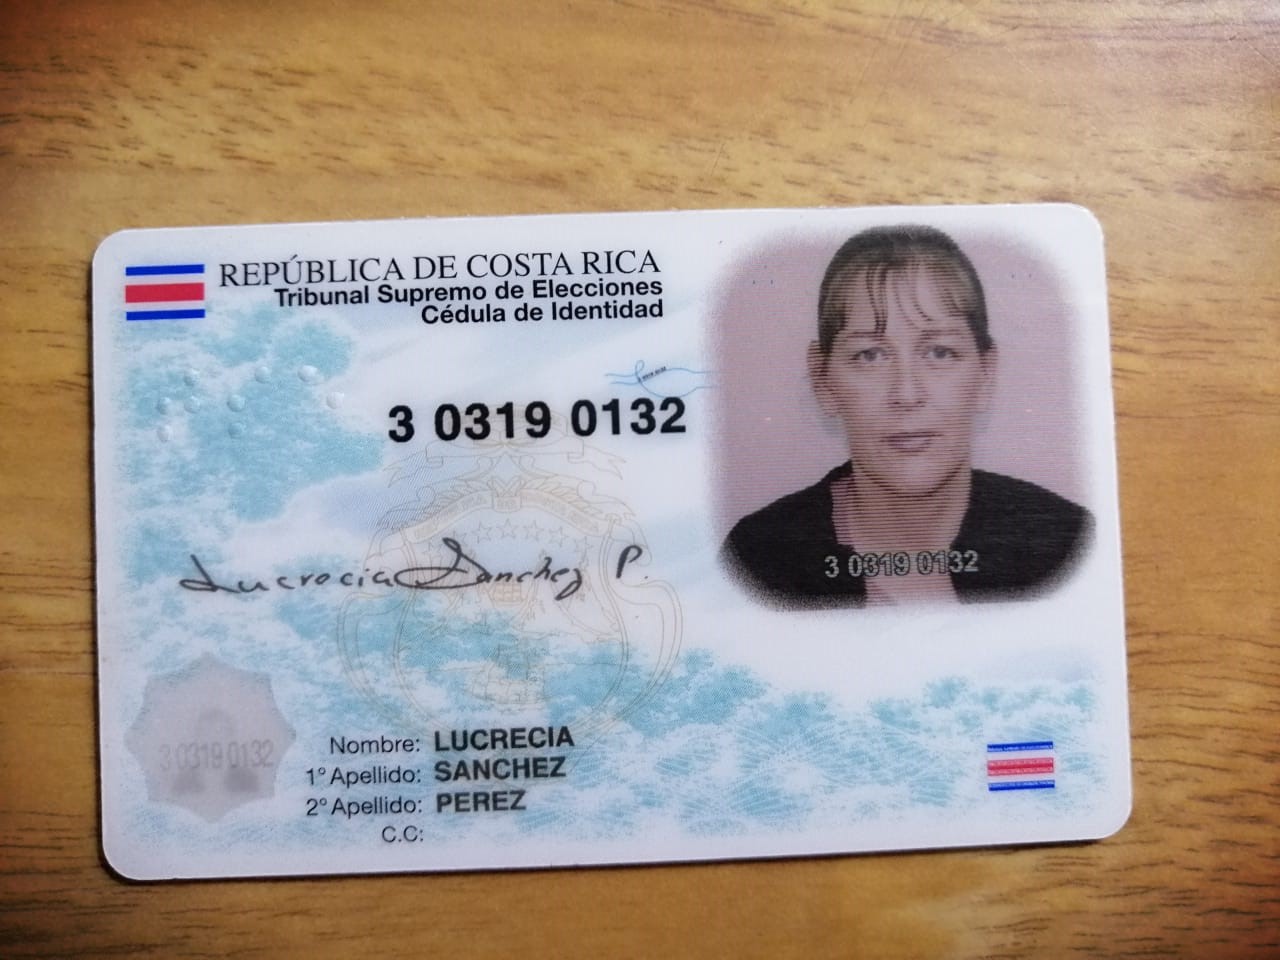 REPÚBLICA DE COSTA RICA
Tribunal Supremo de Elecciones
Cédula de Identidad
3 0319 0132
Lucrecia Sanchez P.
3 0319 0132
3 0319 0132
Nombre: LUCRECIA
1° Apellido: SANCHEZ
2° Apellido: PEREZ
C.C: